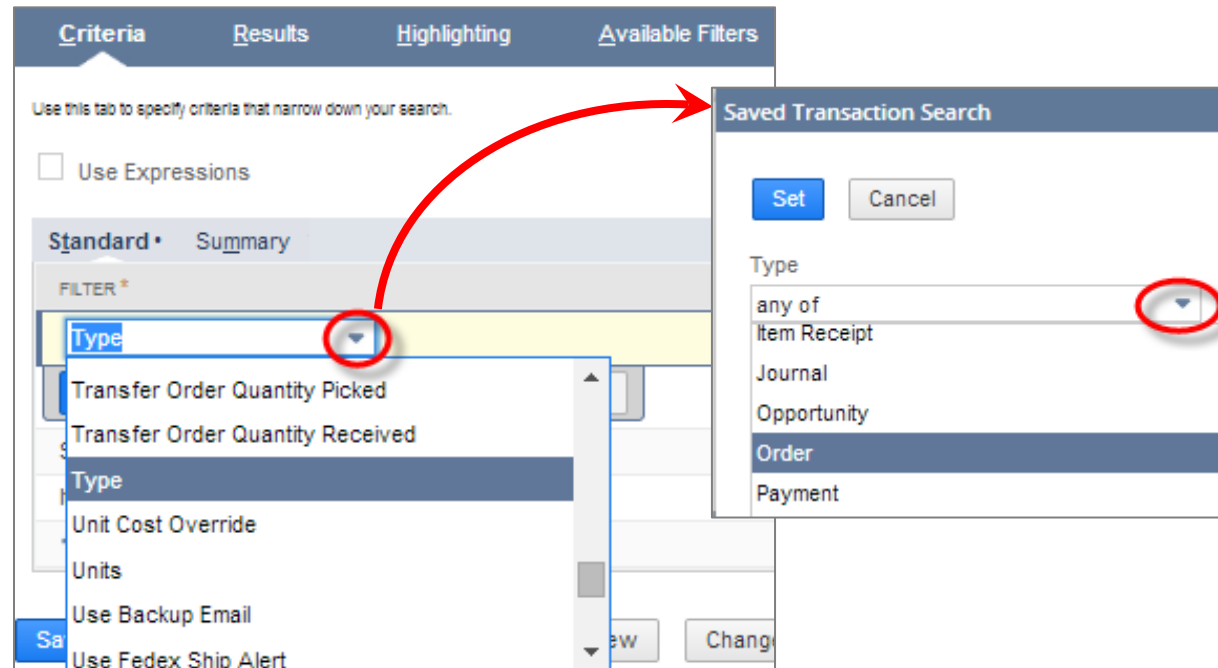 Criteria Results Highlighting Available Filters
Use this tab to specify criteria that narrow down your search.
Use Expressions
Standard • Summary
FILTER *
Type
Transfer Order Quantity Picked
Transfer Order Quantity Received
Type
Unit Cost Override
Units
Use Backup Email
Use Fedex Ship Alert
Saved Transaction Search
Set Cancel
Type
any of
Item Receipt
Journal
Opportunity
Order
Payment